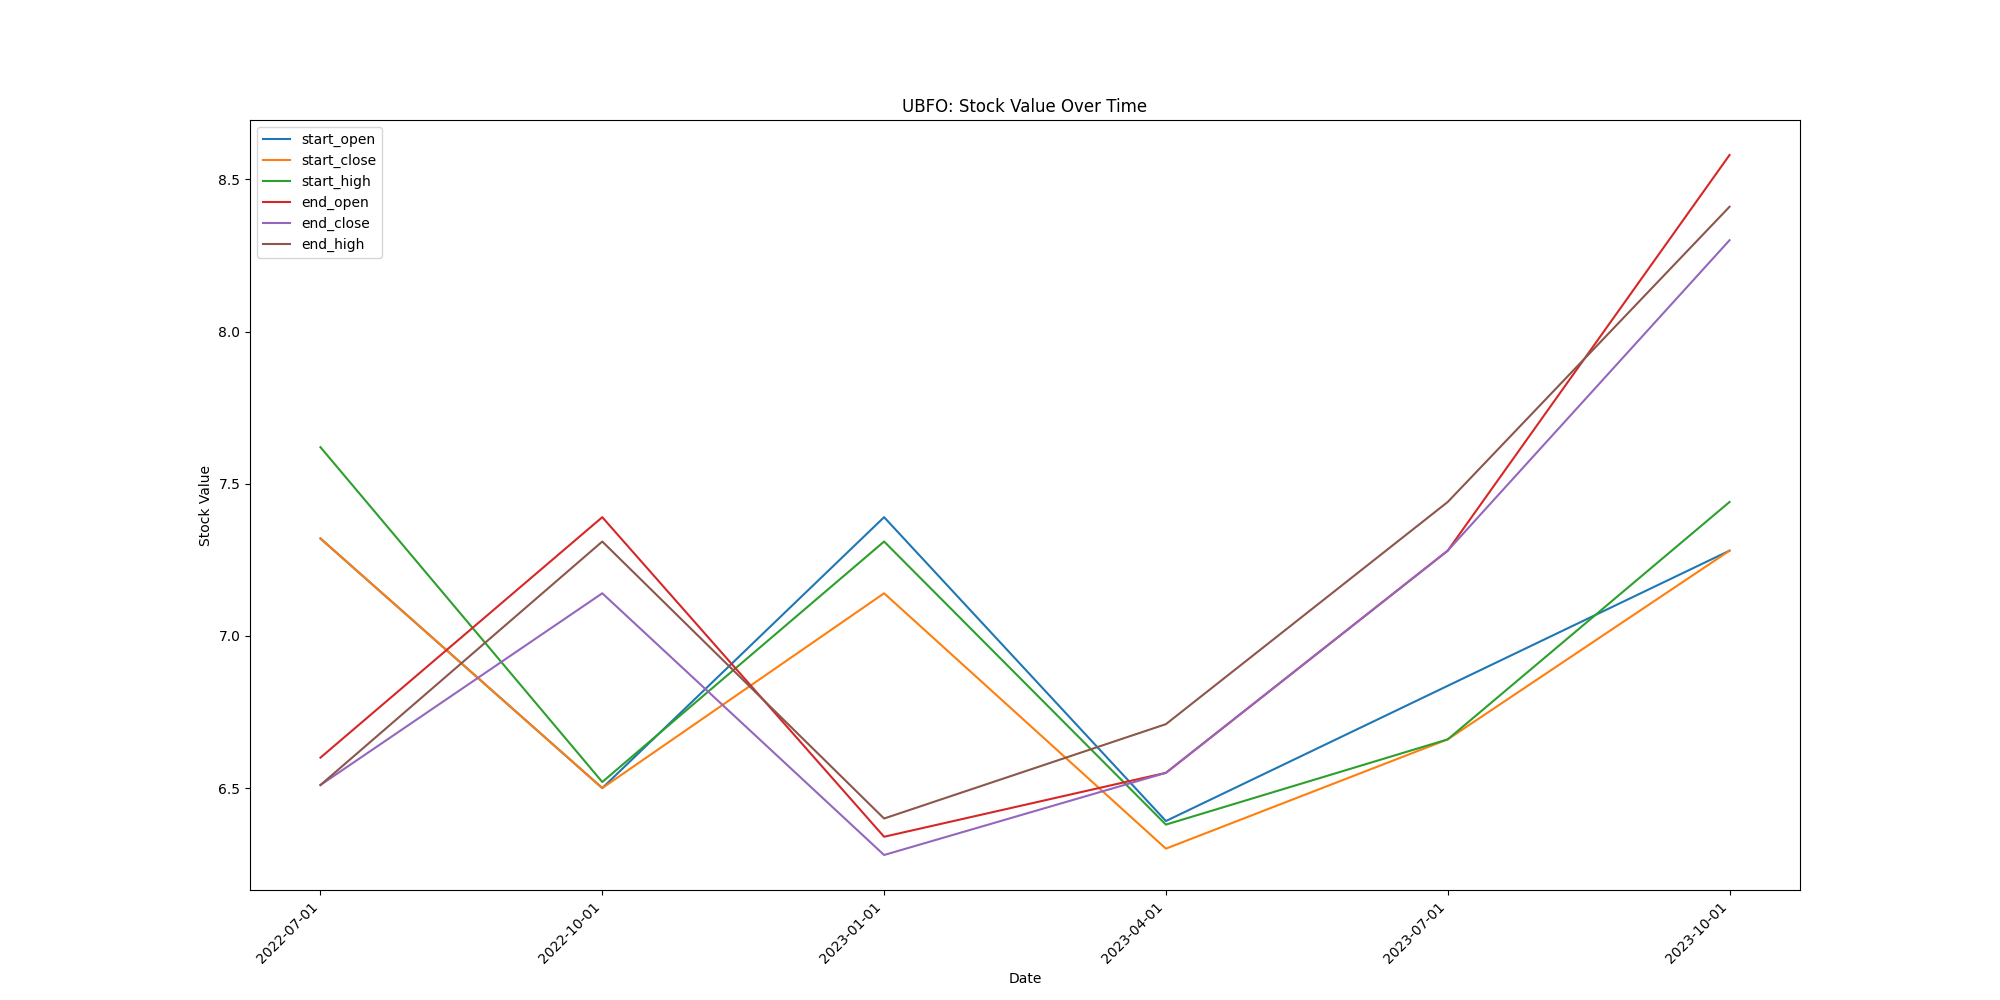 UBFO: Stock Value Over Time
start_open
start_close
start_high
end_open
end_close
end_high
8.5
8.0
7.5
7.0
6.5
Stock Value
2022-07-01
2022-10-01
2023-01-01
2023-04-01
2023-07-01
2023-10-01
Date